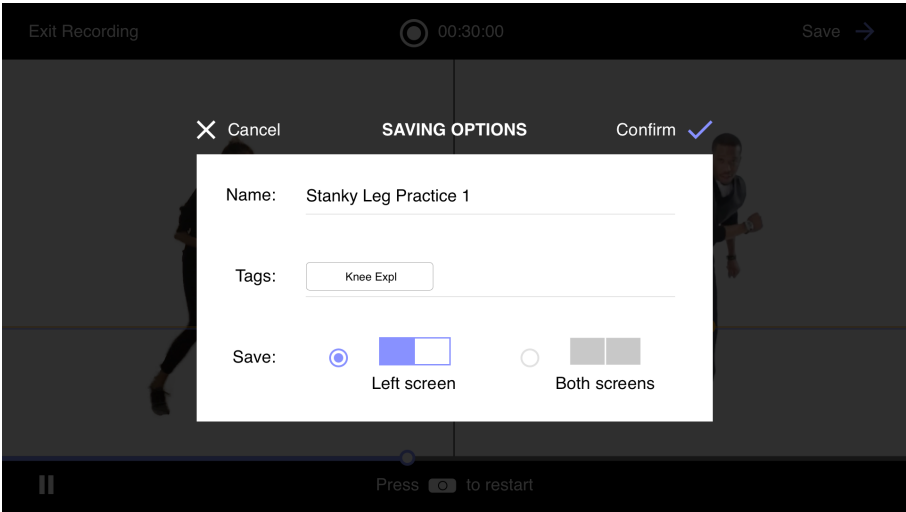 Exit Recording
00:30:00
Save
Cancel
SAVING OPTIONS
Confirm
Name:
Stanky Leg Practice 1
Tags:
Knee Expl
Save:
Left screen
Both screens
Press to restart